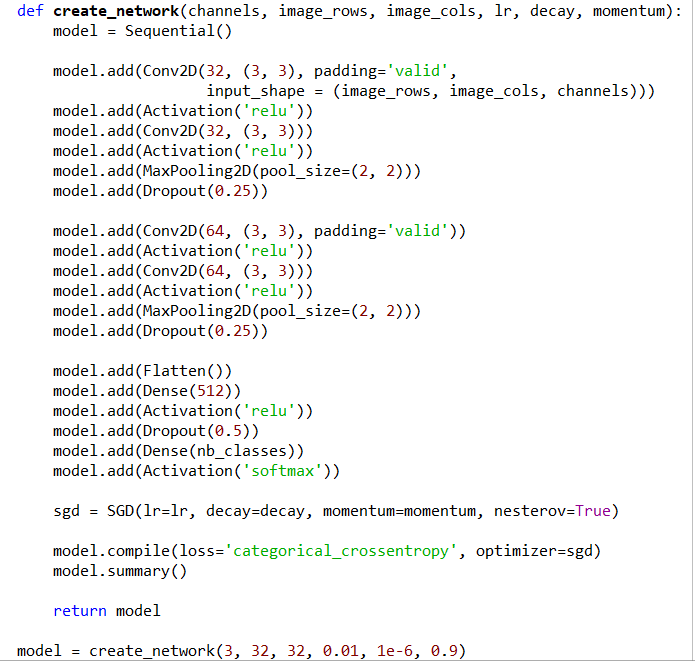 def create_network(channels, image_rows, image_cols, lr, decay, momentum):
    model = Sequential()

    model.add(Conv2D(32, (3, 3), padding='valid',
                     input_shape = (image_rows, image_cols, channels)))
    model.add(Activation('relu'))
    model.add(Conv2D(32, (3, 3)))
    model.add(Activation('relu'))
    model.add(MaxPooling2D(pool_size=(2, 2)))
    model.add(Dropout(0.25))

    model.add(Conv2D(64, (3, 3), padding='valid'))
    model.add(Activation('relu'))
    model.add(Conv2D(64, (3, 3)))
    model.add(Activation('relu'))
    model.add(MaxPooling2D(pool_size=(2, 2)))
    model.add(Dropout(0.25))

    model.add(Flatten())
    model.add(Dense(512))
    model.add(Activation('relu'))
    model.add(Dropout(0.5))
    model.add(Dense(nb_classes))
    model.add(Activation('softmax'))

    sgd = SGD(lr=lr, decay=decay, momentum=momentum, nesterov=True)

    model.compile(loss='categorical_crossentropy', optimizer=sgd)
    model.summary()

    return model

model = create_network(3, 32, 32, 0.01, 1e-6, 0.9)